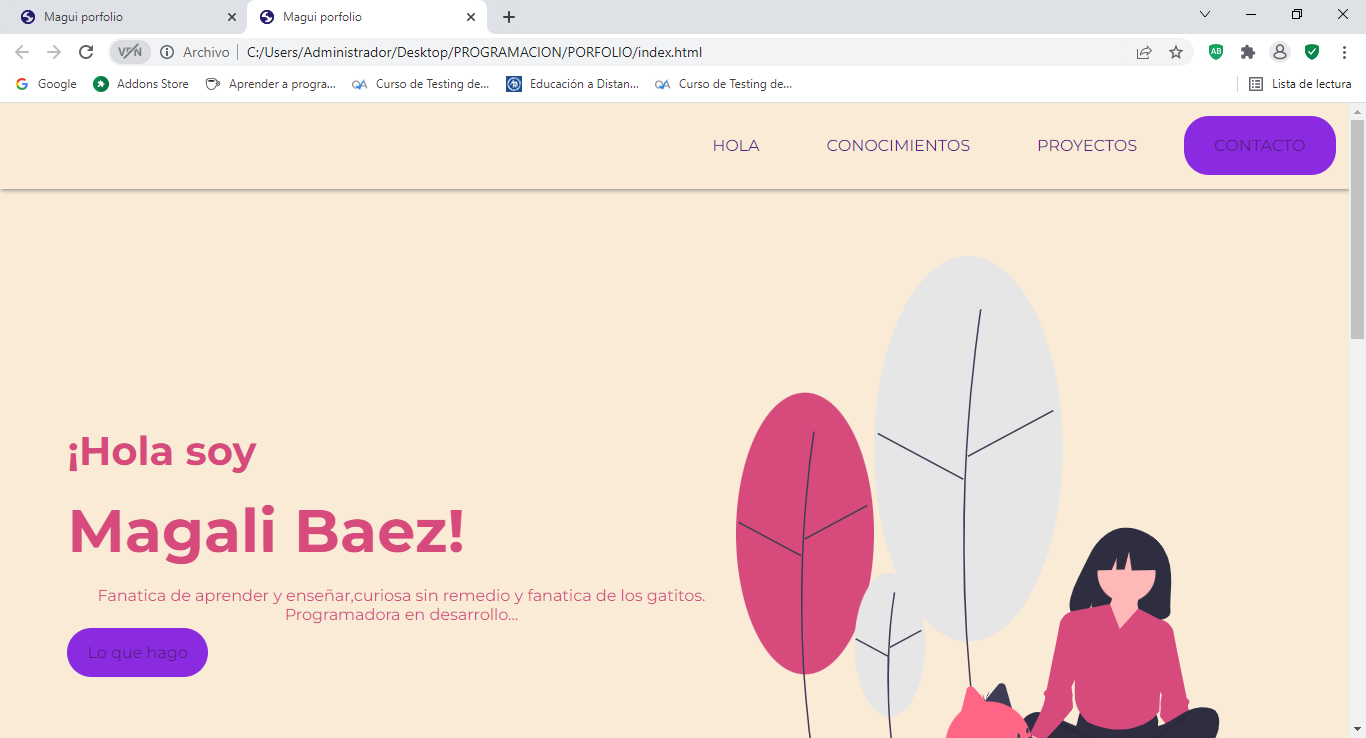 Magui porfolio
Magui porfolio
VPN
Archivo
C:/Users/Administrador/Desktop/PROGRAMACION/PORFOLIO/index.html
AB
Google
Addons Store
Aprender a progra...
Curso de Testing de...
Educación a Distan...
Curso de Testing de...
Lista de lectura
HOLA
CONOCIMIENTOS
PROYECTOS
CONTACTO
¡Hola soy
Magali Baez!
Fanatica de aprender y enseñar,curiosa sin remedio y fanatica de los gatitos.
Programadora en desarrollo...
Lo que hago